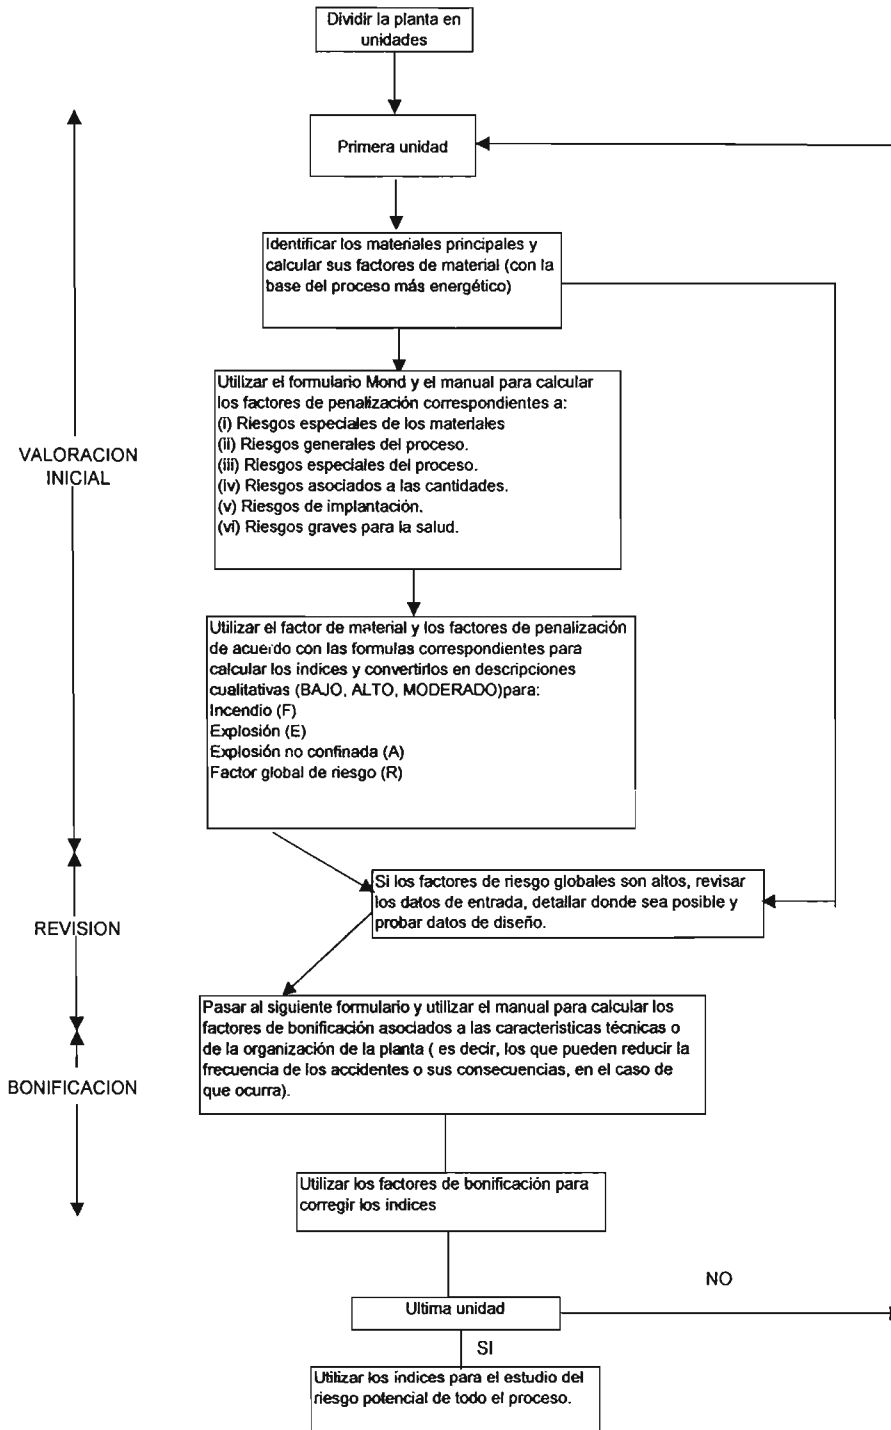 Dividir la planta en
unidades
Primera unidad
Identificar los materiales principales y
calcular sus factores de material (con la
base del proceso más energético)
Utilizar el formulario Mond y el manual para calcular
los factores de penalización correspondientes a:
(i) Riesgos especiales de los materiales
(ii) Riesgos generales del proceso.
(iii) Riesgos especiales del proceso.
(iv) Riesgos asociados a las cantidades.
(v) Riesgos de implantación.
(vi) Riesgos graves para la salud.
VALORACION
INICIAL
Utilizar el factor de material y los factores de penalización
de acuerdo con las formulas correspondientes para
calcular los índices y convertirlos en descripciones
cualitativas (BAJO, ALTO, MODERADO)para:
Incendio (F)
Explosión (E)
Explosión no confinada (A)
Factor global de riesgo (R)
Si los factores de riesgo globales son altos, revisar
los datos de entrada, detallar donde sea posible y
probar datos de diseño.
REVISION
Pasar al siguiente formulario y utilizar el manual para calcular los
factores de bonificación asociados a las características técnicas o
de la organización de la planta ( es decir, los que pueden reducir la
frecuencia de los accidentes o sus consecuencias, en el caso de
que ocurra).
BONIFICACION
Utilizar los factores de bonificación para
corregir los índices
NO
Ultima unidad
SI
Utilizar los índices para el estudio del
riesgo potencial de todo el proceso.